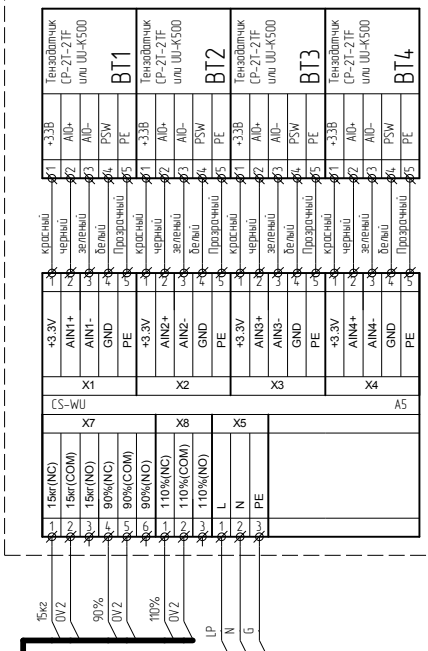 Тензодатчик
CP-2T-2TF
или UU-K500
BT1
Тензодатчик
CP-2T-2TF
или UU-K500
BT2
Тензодатчик
CP-2T-2TF
или UU-K500
BT3
Тензодатчик
CP-2T-2TF
или UU-K500
BT4
+3.3В
AI0+
AI0-
PSW
PE
+3.3В
AI0+
AI0-
PSW
PE
+3.3В
AI0+
AI0-
PSW
PE
+3.3В
AI0+
AI0-
PSW
PE
1
2
3
4
5
1
2
3
4
5
1
2
3
4
5
1
2
3
4
5
красный
черный
зеленый
белый
Прозрачный
красный
черный
зеленый
белый
Прозрачный
красный
черный
зеленый
белый
Прозрачный
красный
черный
зеленый
белый
Прозрачный
1
2
3
4
5
1
2
3
4
5
1
2
3
4
5
1
2
3
4
5
+3.3V
AIN1+
AIN1-
GND
PE
+3.3V
AIN2+
AIN2-
GND
PE
+3.3V
AIN3+
AIN3-
GND
PE
+3.3V
AIN4+
AIN4-
GND
PE
X1
X2
X3
X4
CS-WU
A5
X7
X8
X5
15кг(NC)
15кг(COM)
15кг(NO)
90%(NC)
90%(COM)
90%(NO)
110%(NC)
110%(COM)
110%(NO)
L
N
PE
1
2
3
4
5
6
1
2
3
1
2
3
15кг
0V2
90%
0V2
110%
0V2
LP
N
G